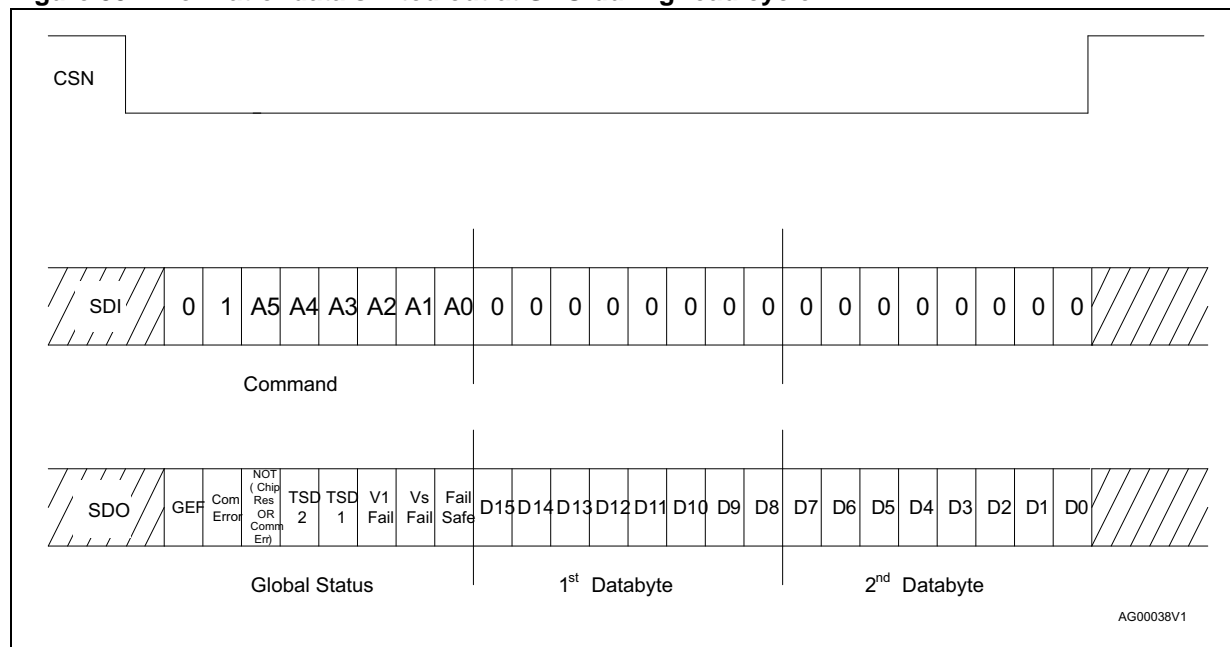 CSN
SDI 0 1 A5 A4 A3 A2 A1 A0 0 0 0 0 0 0 0 0 0 0 0 0 0 0 0 0
Command
SDO GEF Com Error NOT ( Chip Res OR Comm Err) TSD 2 TSD 1 V1 Fail Vs Fail Fail Safe D15 D14 D13 D12 D11 D10 D9 D8 D7 D6 D5 D4 D3 D2 D1 D0
Global Status 1st Databyte 2nd Databyte
AG00038V1